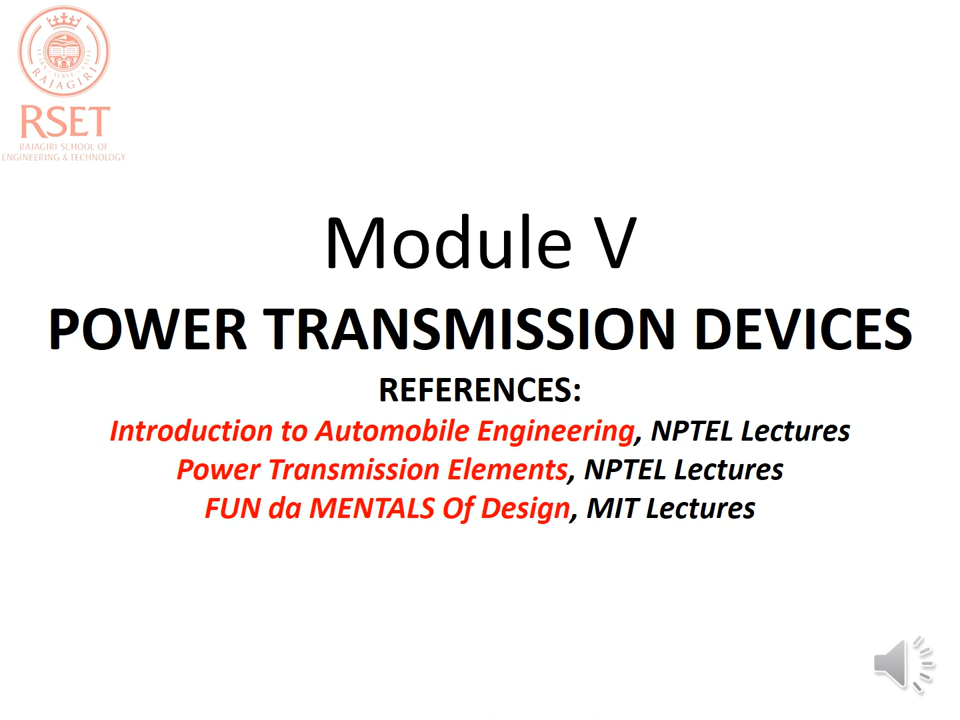 RAJAGIRI
RSET
RAJAGIRI SCHOOL OF
ENGINEERING & TECHNOLOGY
Module V
POWER TRANSMISSION DEVICES
REFERENCES:
Introduction to Automobile Engineering, NPTEL Lectures
Power Transmission Elements, NPTEL Lectures
FUN da MENTALS Of Design, MIT Lectures